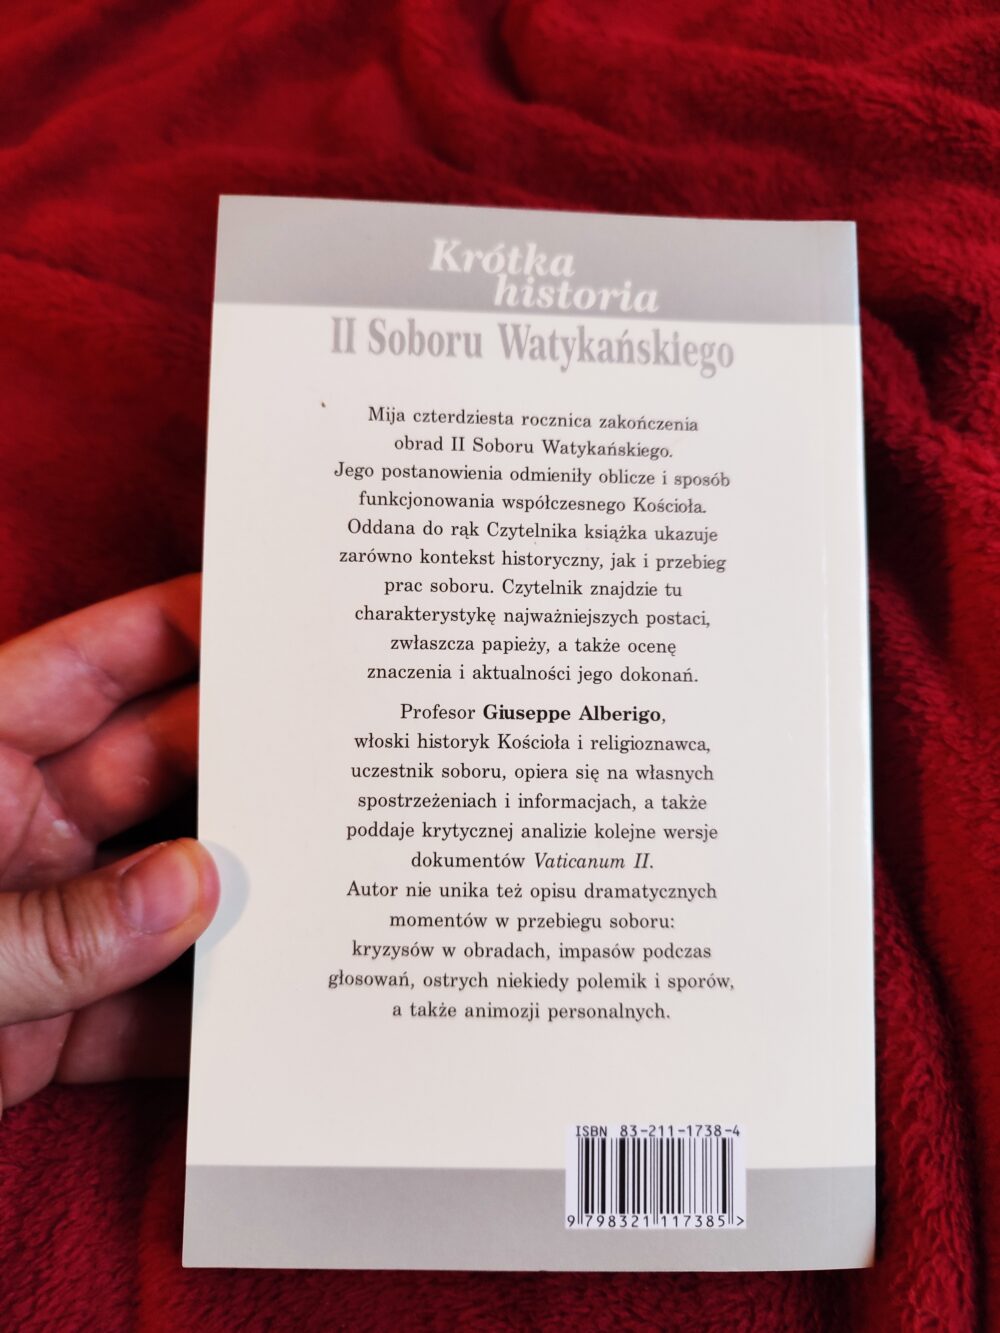 Krótka
historia
II Soboru Watykańskiego
Mija czterdziesta rocznica zakończenia
obrad II Soboru Watykańskiego.
Jego postanowienia odmieniły oblicze i sposób
funkcjonowania współczesnego Kościoła.
Oddana do rąk Czytelnika książka ukazuje
zarówno kontekst historyczny, jak i przebieg
prac soboru. Czytelnik znajdzie tu
charakterystykę najważniejszych postaci,
zwłaszcza papieży, a także ocenę
znaczenia i aktualności jego dokonań.
Profesor Giuseppe Alberigo,
włoski historyk Kościoła i religioznawca,
uczestnik soboru, opiera się na własnych
spostrzeżeniach i informacjach, a także
poddaje krytycznej analizie kolejne wersje
dokumentów Vaticanum II.
Autor nie unika też opisu dramatycznych
momentów w przebiegu soboru:
kryzysów w obradach, impasów podczas
głosowań, ostrych niekiedy polemik i sporów,
a także animozji personalnych.
ISBN 83-211-1738-4
9 798321 117385 >